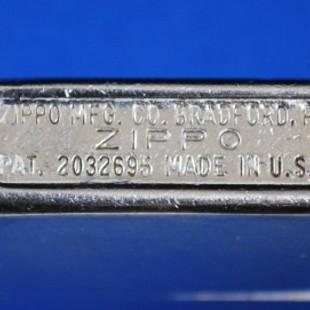 ZIPPO MFG. CO. BRADFORD, P
ZIPPO
PAT. 2032695 MADE IN U.S.